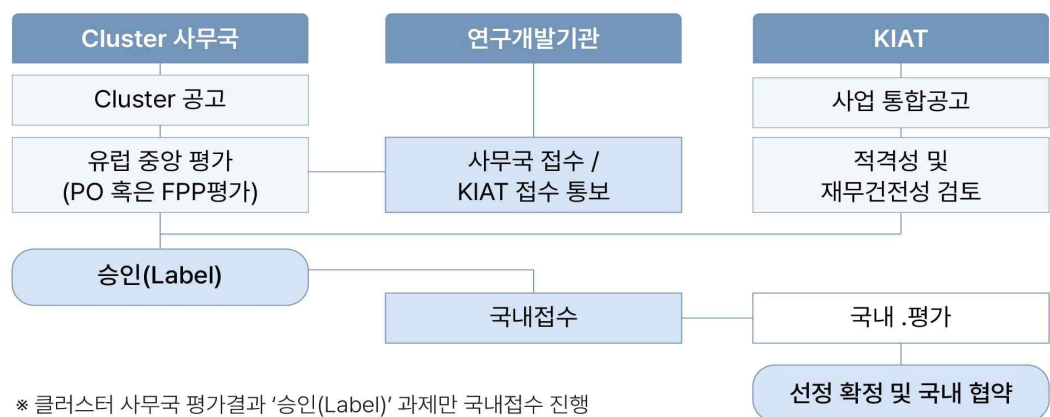 Cluster 사무국
연구개발기관
KIAT
Cluster 공고
사업 통합공고
유럽 중앙 평가
(PO 혹은 FPP평가)
사무국 접수 /
KIAT 접수 통보
적격성 및
재무건전성 검토
승인(Label)
국내접수
국내 .평가
선정 확정 및 국내 협약
※ 클러스터 사무국 평가결과 ‘승인(Label)’ 과제만 국내접수 진행